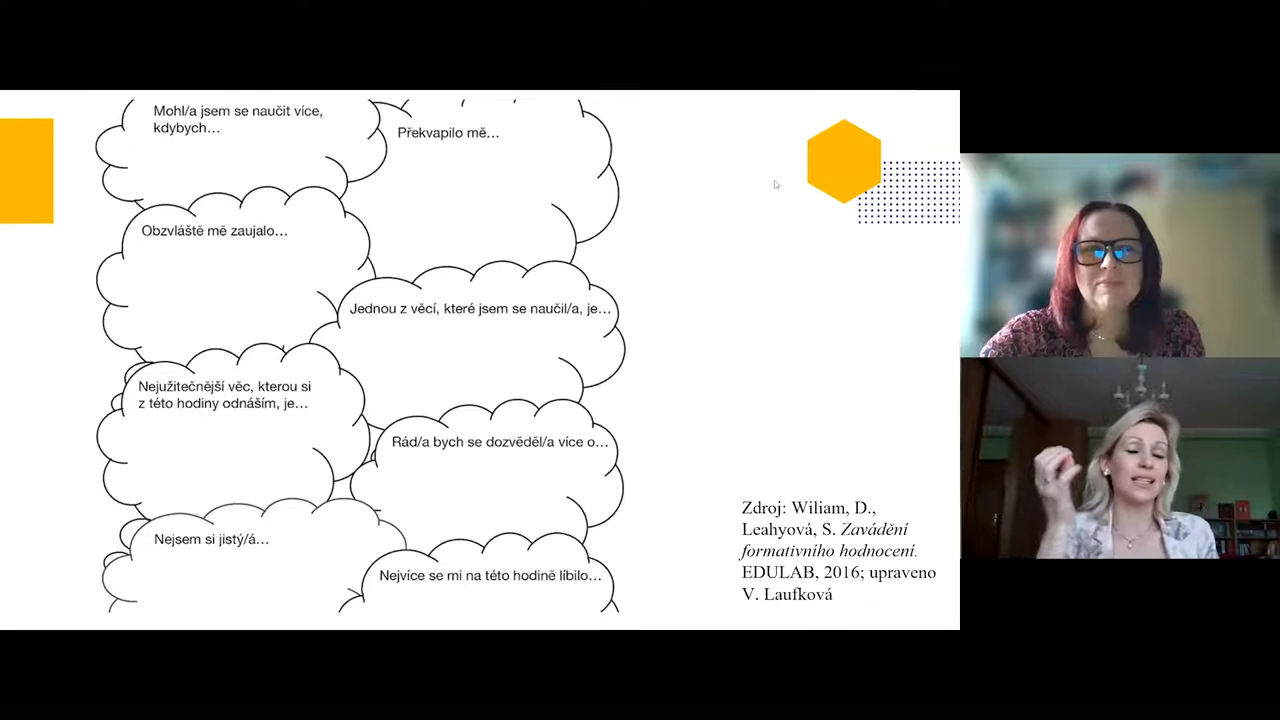 Mohl/a jsem se naučit více,
kdybych…
Překvapilo mě…
Obzvláště mě zaujalo…
Jednou z věcí, které jsem se naučil/a, je…
Nejužitečnější věc, kterou si
z této hodiny odnáším, je…
Rád/a bych se dozvěděl/a více o…
Nejsem si jistý/á…
Nejvíce se mi na této hodině líbilo…
Zdroj: Wiliam, D.,
Leahyová, S. Zavádění
formativního hodnocení.
EDULAB, 2016; upraveno
V. Laufková